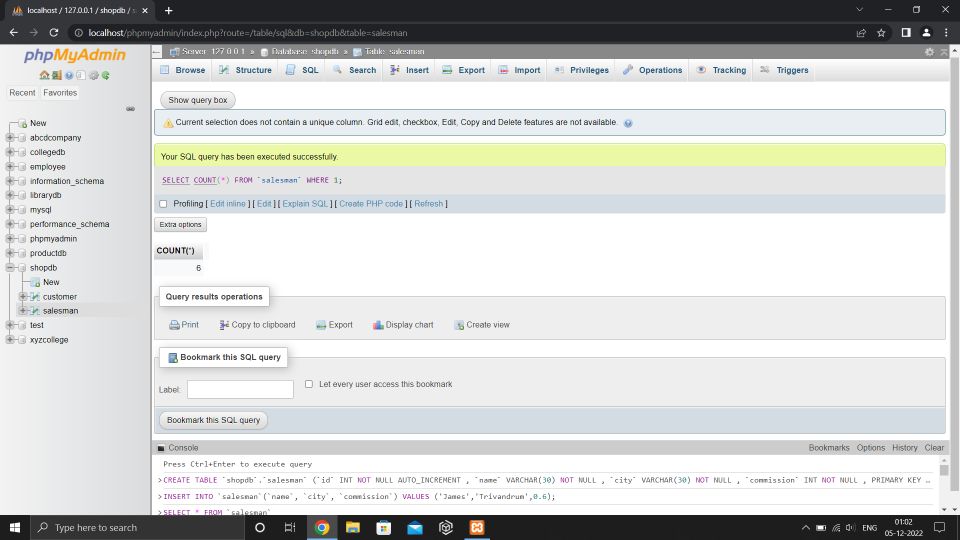 localhost / 127.0.0.1 / shopdb / s
localhost/phpmyadmin/index.php?route=/table/sql&db=shopdb&table=salesman
phpMyAdmin
Recent Favorites
New
abcdcompany
collegedb
employee
information_schema
librarydb
mysql
performance_schema
phpmyadmin
productdb
shopdb
New
customer
salesman
test
xyzcollege
Server: 127.0.0.1 » Database: shopdb » Table: salesman
Browse Structure SQL Search Insert Export Import Privileges Operations Tracking Triggers
Show query box
Current selection does not contain a unique column. Grid edit, checkbox, Edit, Copy and Delete features are not available.
Your SQL query has been executed successfully.
SELECT COUNT(*) FROM `salesman` WHERE 1;
Profiling [ Edit inline ] [ Edit ] [ Explain SQL ] [ Create PHP code ] [ Refresh ]
Extra options
COUNT(*)
6
Query results operations
Print Copy to clipboard Export Display chart Create view
Bookmark this SQL query
Label: Let every user access this bookmark
Bookmark this SQL query
Console Bookmarks Options History Clear
Press Ctrl+Enter to execute query
>CREATE TABLE `shopdb`.`salesman` (`id` INT NOT NULL AUTO_INCREMENT , `name` VARCHAR(30) NOT NULL , `city` VARCHAR(30) NOT NULL , `commission` INT NOT NULL , PRIMARY KEY …
>INSERT INTO `salesman`(`name`, `city`, `commission`) VALUES ('James','Trivandrum',0.6);
>SELECT * FROM `salesman`
Type here to search
ENG
01:02
05-12-2022